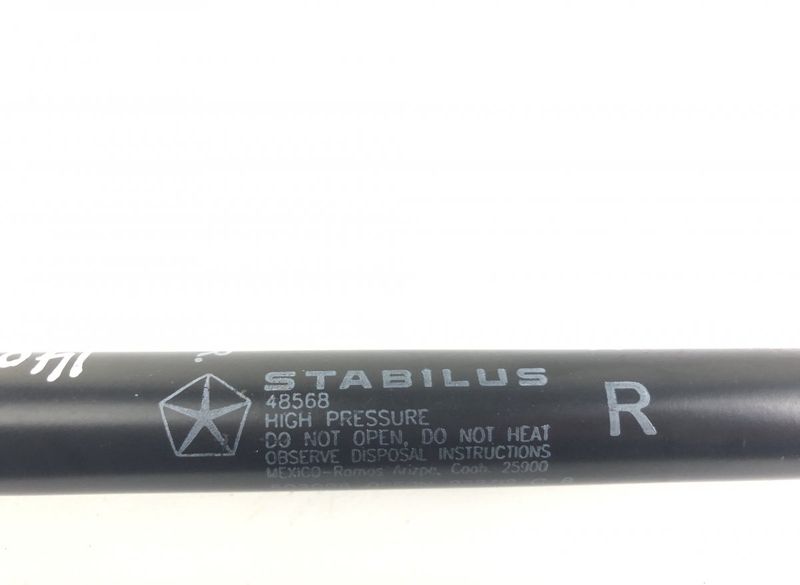 STABILUS
48568
HIGH PRESSURE
DO NOT OPEN, DO NOT HEAT
OBSERVE DISPOSAL INSTRUCTIONS
MEXICO-Ramos Arizpe, Coah. 25900
R